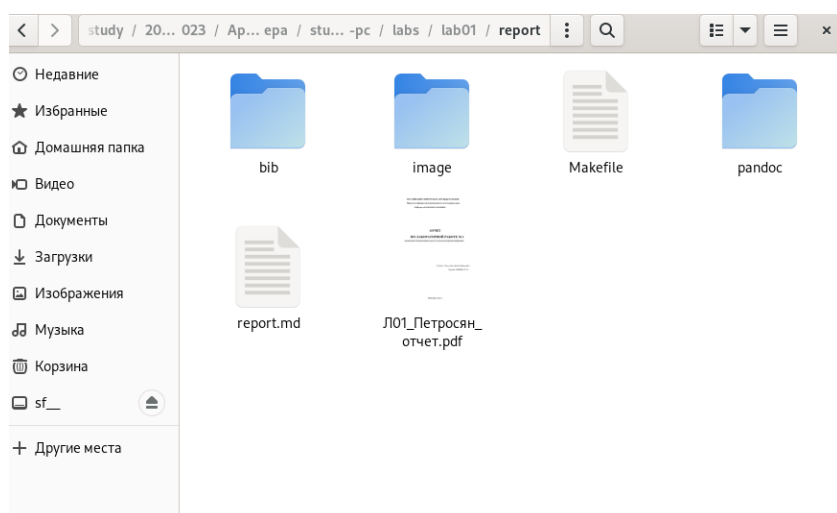 study / 20... 023 / Ap... ера / stu... -pc / labs / lab01 / report
Недавние
Избранные
Домашняя папка
Видео
Документы
Загрузки
Изображения
Музыка
Корзина
sf__
Другие места
bib
image
Makefile
pandoc
report.md
Л01_Петросян_
отчет.pdf